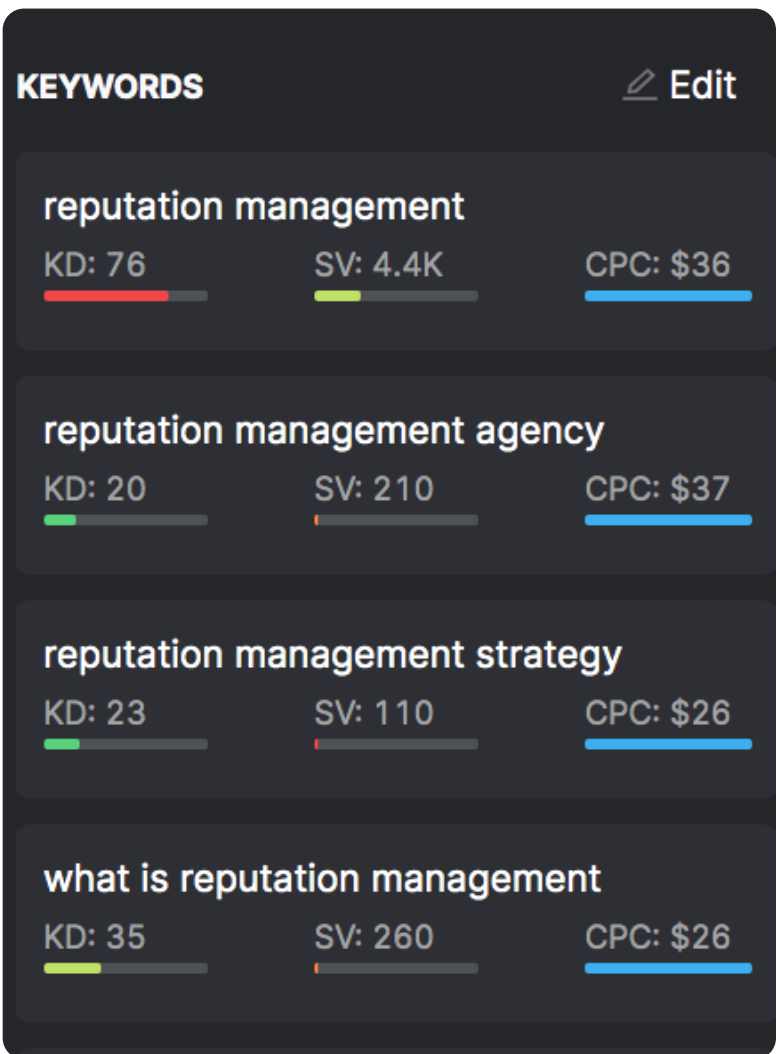 KEYWORDS Edit
reputation management
KD: 76 SV: 4.4K CPC: $36
reputation management agency
KD: 20 SV: 210 CPC: $37
reputation management strategy
KD: 23 SV: 110 CPC: $26
what is reputation management
KD: 35 SV: 260 CPC: $26